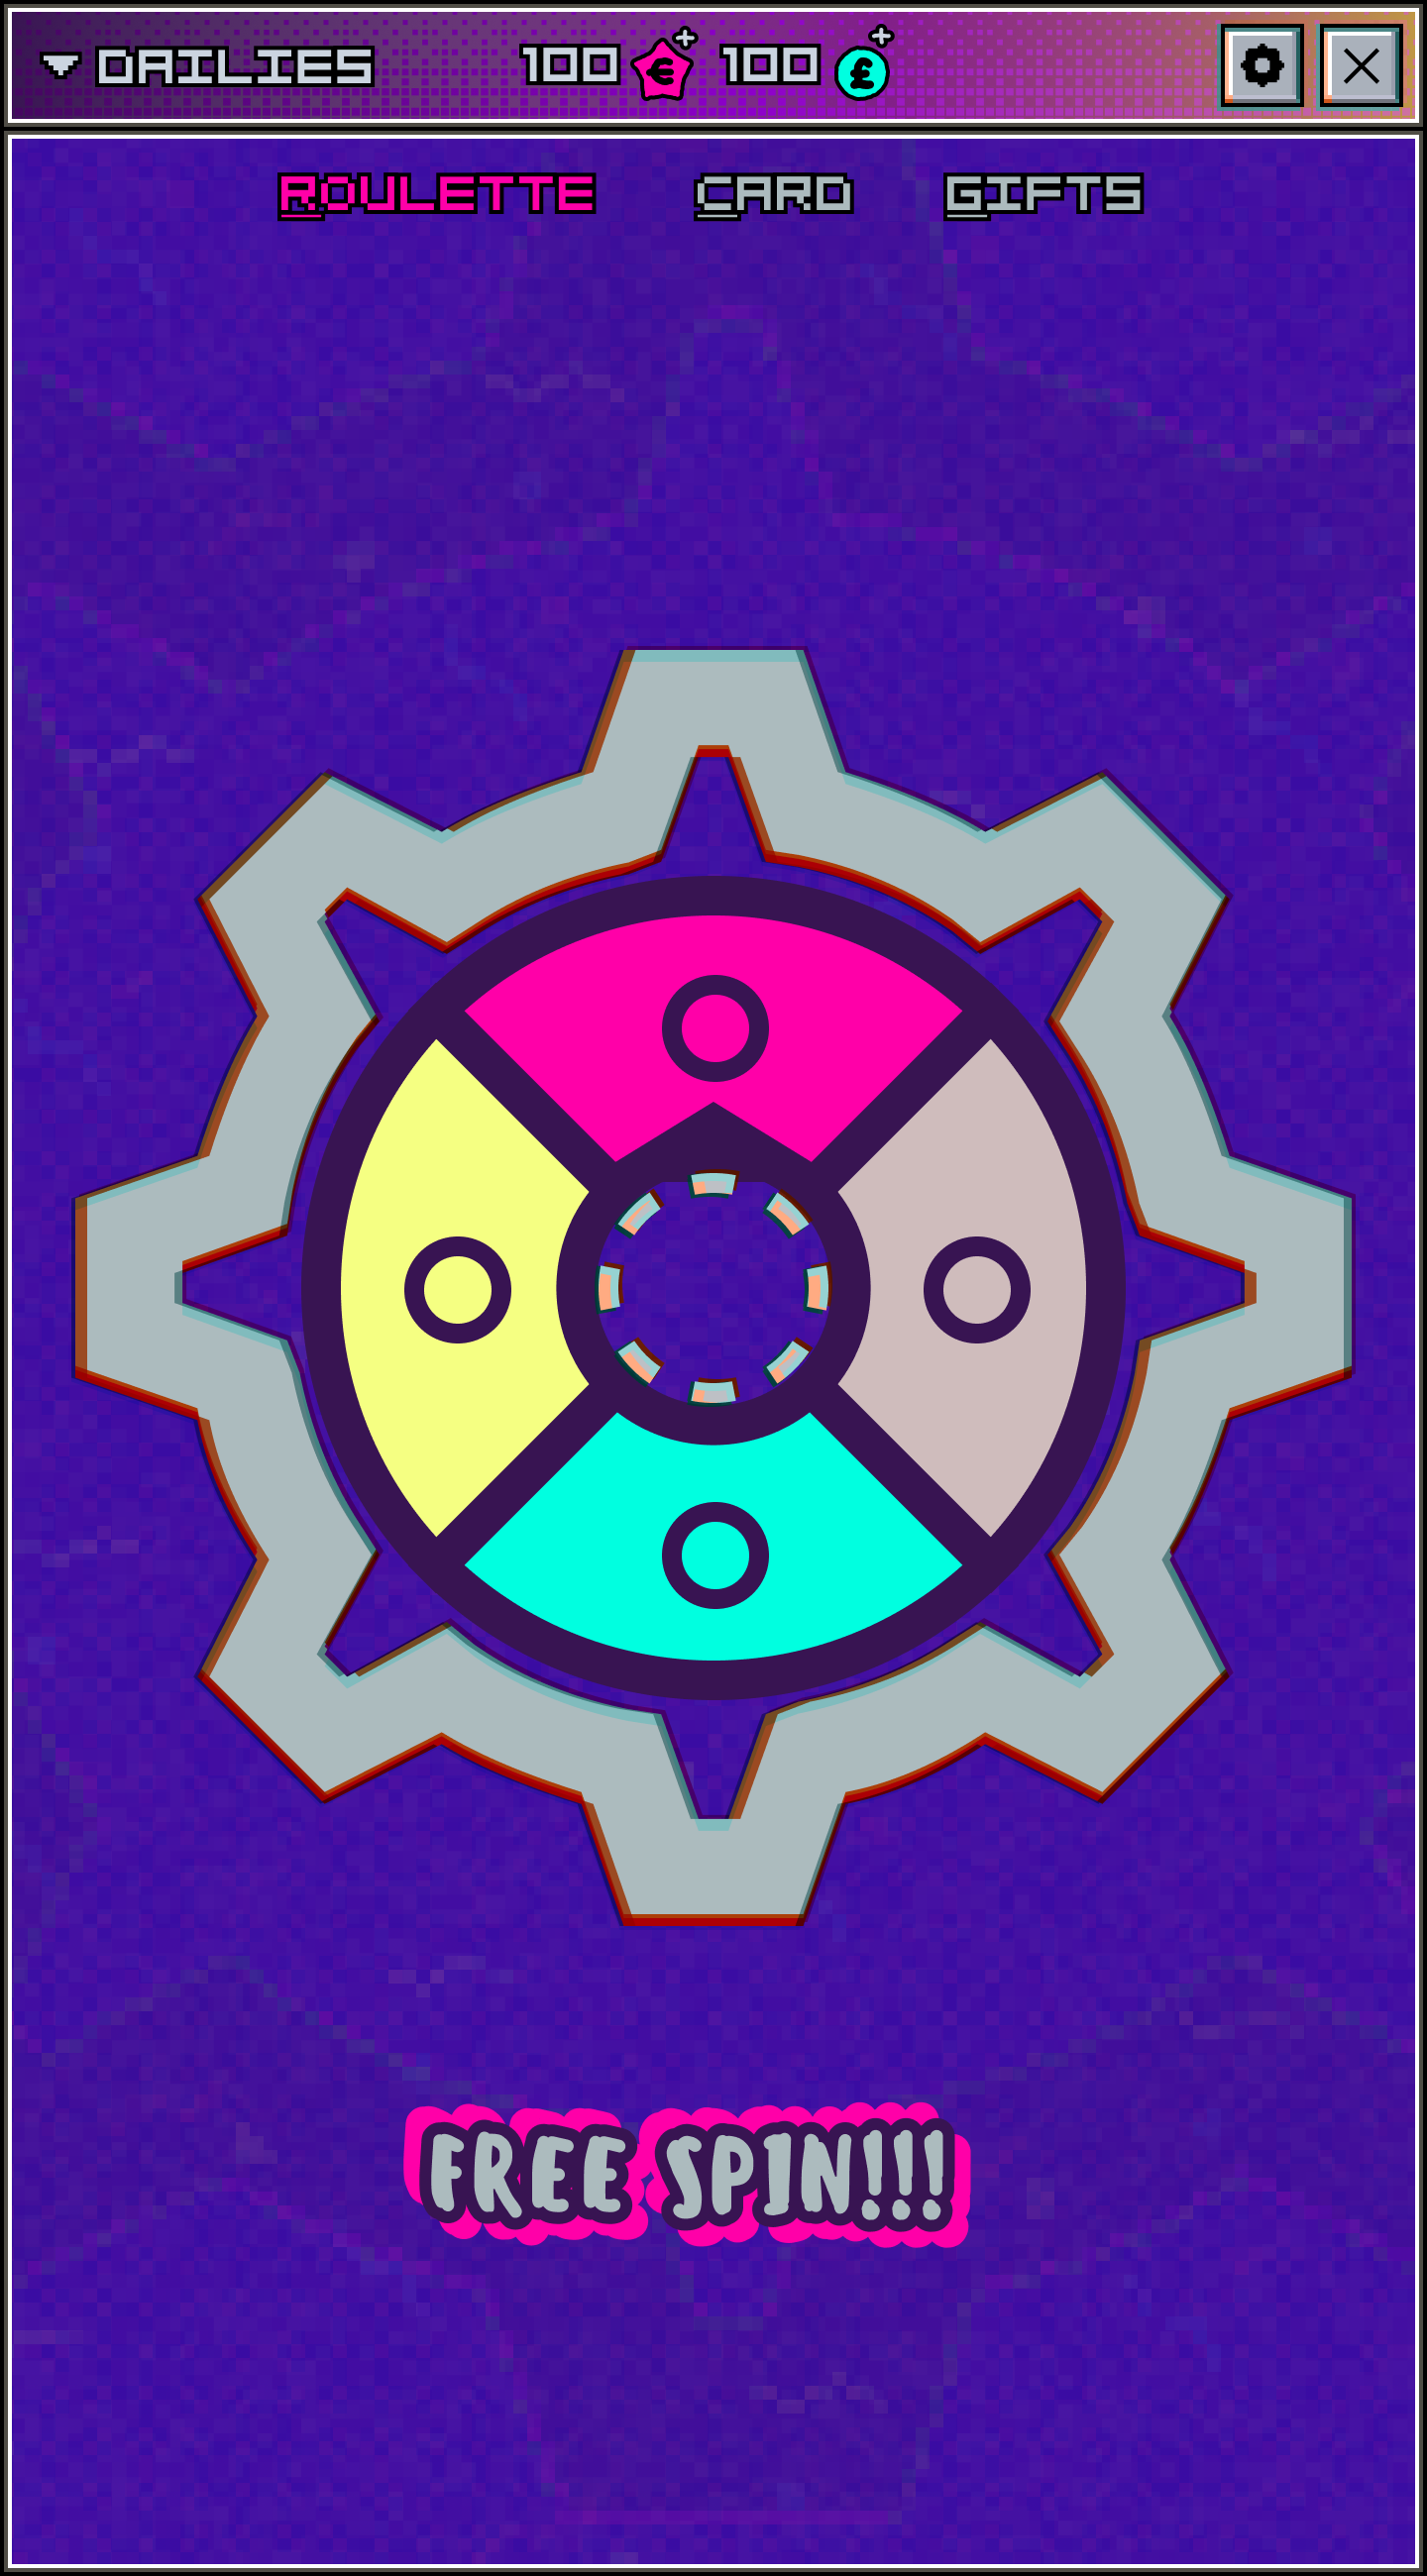 DAILIES 100 € + 100 £ +
ROULETTE CARD GIFTS
FREE SPIN!!!